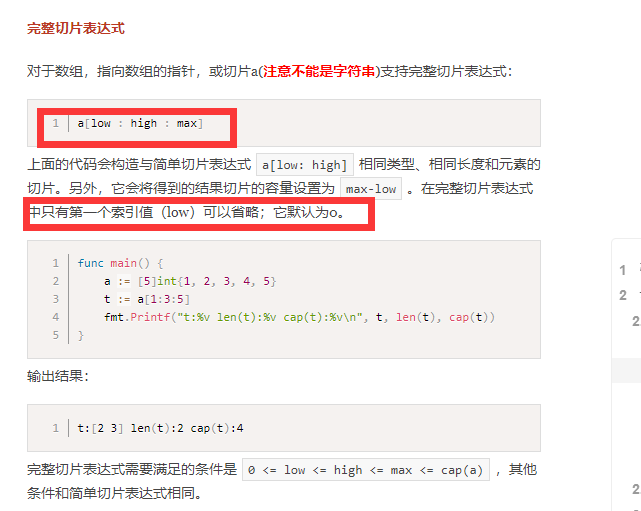 完整切片表达式
对于数组，指向数组的指针，或切片a(注意不能是字符串)支持完整切片表达式：
1 a[low : high : max]
上面的代码会构造与简单切片表达式 a[low: high] 相同类型、相同长度和元素的
切片。另外，它会将得到的结果切片的容量设置为 max-low 。在完整切片表达式
中只有第一个索引值（low）可以省略；它默认为0。
1 func main() {
2 a := [5]int{1, 2, 3, 4, 5}
3 t := a[1:3:5]
4 fmt.Printf("t:%v len(t):%v cap(t):%v\n", t, len(t), cap(t))
5 }
输出结果：
1 t:[2 3] len(t):2 cap(t):4
完整切片表达式需要满足的条件是 0 <= low <= high <= max <= cap(a) ，其他
条件和简单切片表达式相同。
1
2
2
2